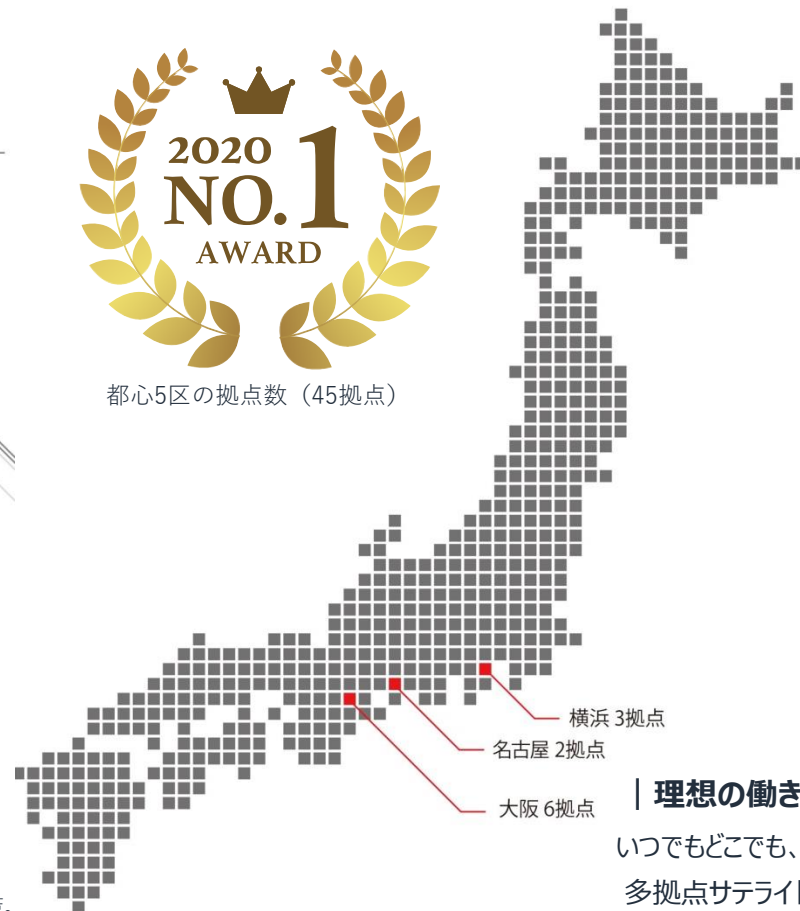 2020
NO.1
AWARD
都心5区の拠点数（45拠点）
横浜 3拠点
名古屋 2拠点
大阪 6拠点
｜理想の働き
いつでもどこでも、
多拠点サテライト